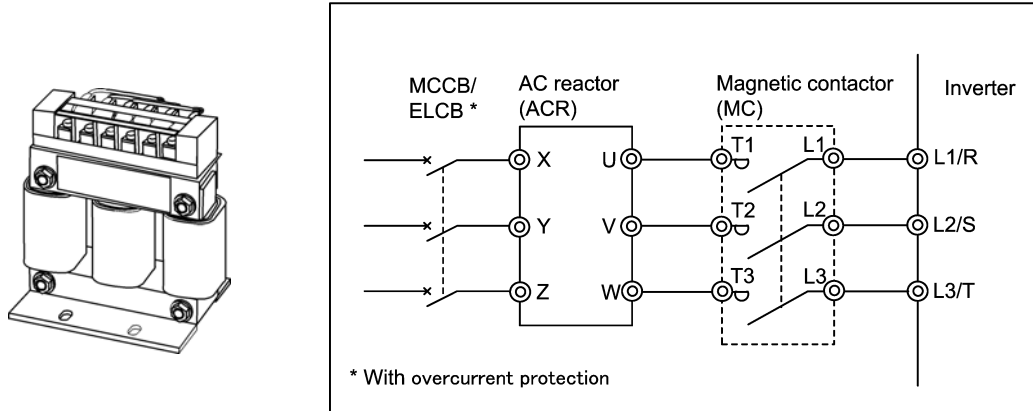 MCCB/
ELCB *
AC reactor
(ACR)
Magnetic contactor
(MC)
Inverter
X U T1 L1 L1/R
Y V T2 L2 L2/S
Z W T3 L3 L3/T
* With overcurrent protection